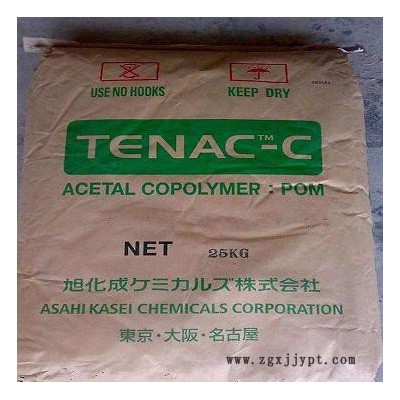 USE NO HOOKS
KEEP DRY
TENAC™-C
ACETAL COPOLYMER : POM
NET 25KG
旭化成ケミカルズ株式会社
ASAHI KASEI CHEMICALS CORPORATION
東京・大阪・名古屋
www.zgxjjypt.com